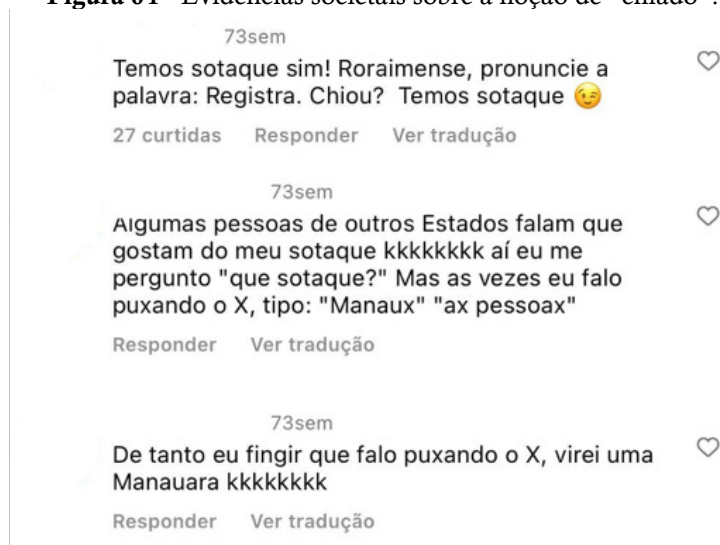 Figura 04 - Evidências societais sobre a noção de "chiado".
73sem
Temos sotaque sim! Roraimense, pronuncie a
palavra: Registra. Chiou? Temos sotaque 😉
27 curtidas Responder Ver tradução
73sem
Algumas pessoas de outros Estados falam que
gostam do meu sotaque kkkkkkkk aí eu me
pergunto "que sotaque?" Mas as vezes eu falo
puxando o X, tipo: "Manaux" "ax pessoax"
Responder Ver tradução
73sem
De tanto eu fingir que falo puxando o X, virei uma
Manauara kkkkkkkk
Responder Ver tradução